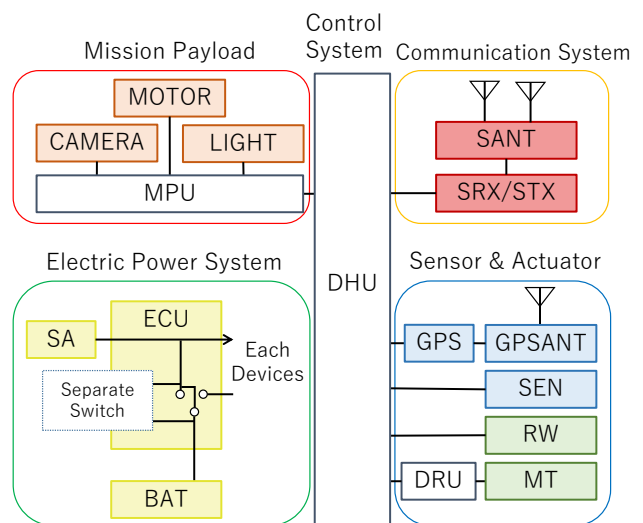 Control
System
Mission Payload
Communication System
MOTOR
CAMERA
LIGHT
MPU
SANT
SRX/STX
DHU
Electric Power System
ECU
SA
Each
Devices
Separate
Switch
BAT
Sensor & Actuator
GPS
GPSANT
SEN
RW
DRU
MT